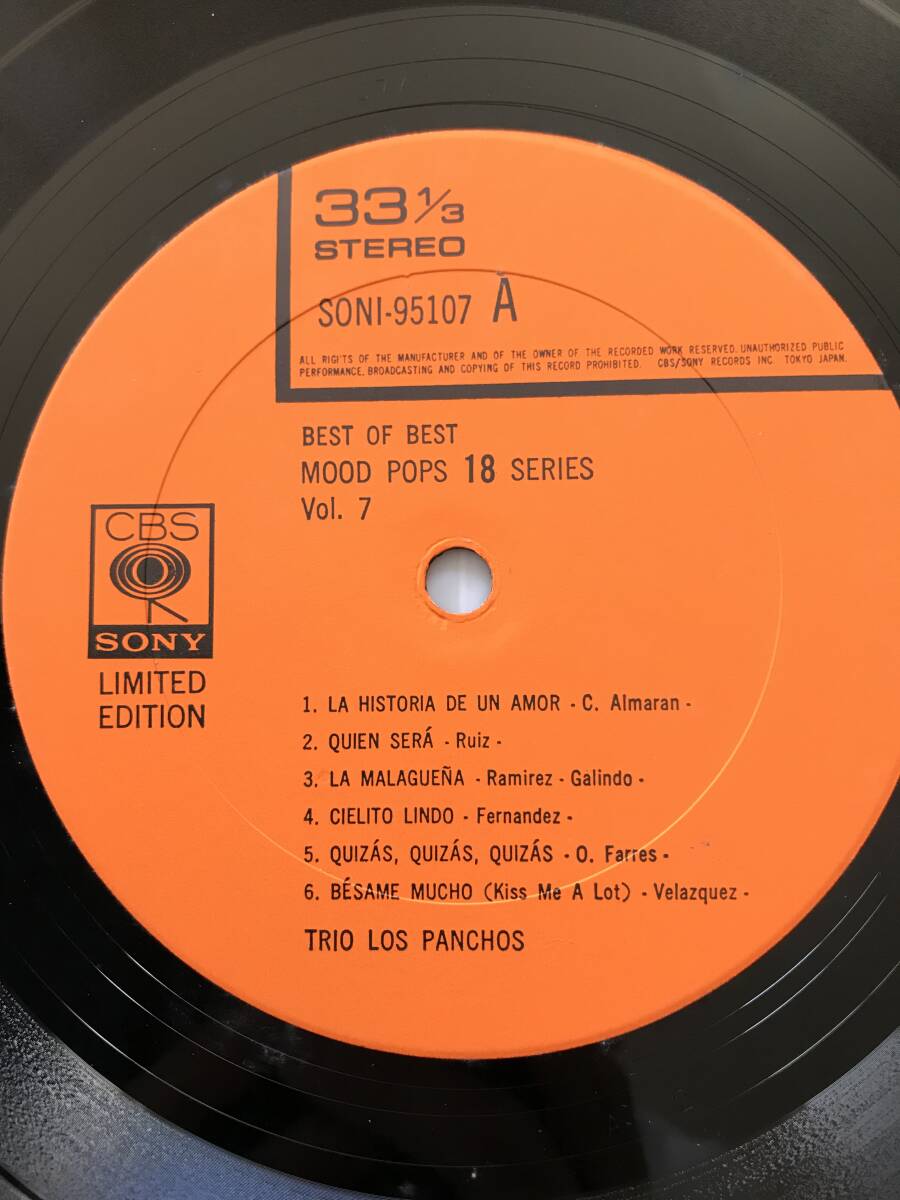 33 1/3
STEREO
SONI-95107 A
ALL RIGI'TS OF THE MANUFACTURER AND OF THE OWNER OF THE RECORDED WORK RESERVED. UNAUTHORIZED PUBLIC
PERFORMANCE, BROADCASTING AND COPYING OF THIS RECORD PROHIBITED. CBS/SONY RECORDS INC. TOKYO JAPAN.
BEST OF BEST
MOOD POPS 18 SERIES
Vol. 7
CBS
SONY
LIMITED
EDITION
1. LA HISTORIA DE UN AMOR - C. Almaran -
2. QUIEN SERÁ - Ruiz -
3. LA MALAGUEÑA - Ramirez - Galindo -
4. CIELITO LINDO - Fernandez -
5. QUIZÁS, QUIZÁS, QUIZÁS - O. Farres -
6. BÉSAME MUCHO (Kiss Me A Lot) - Velazquez -
TRIO LOS PANCHOS